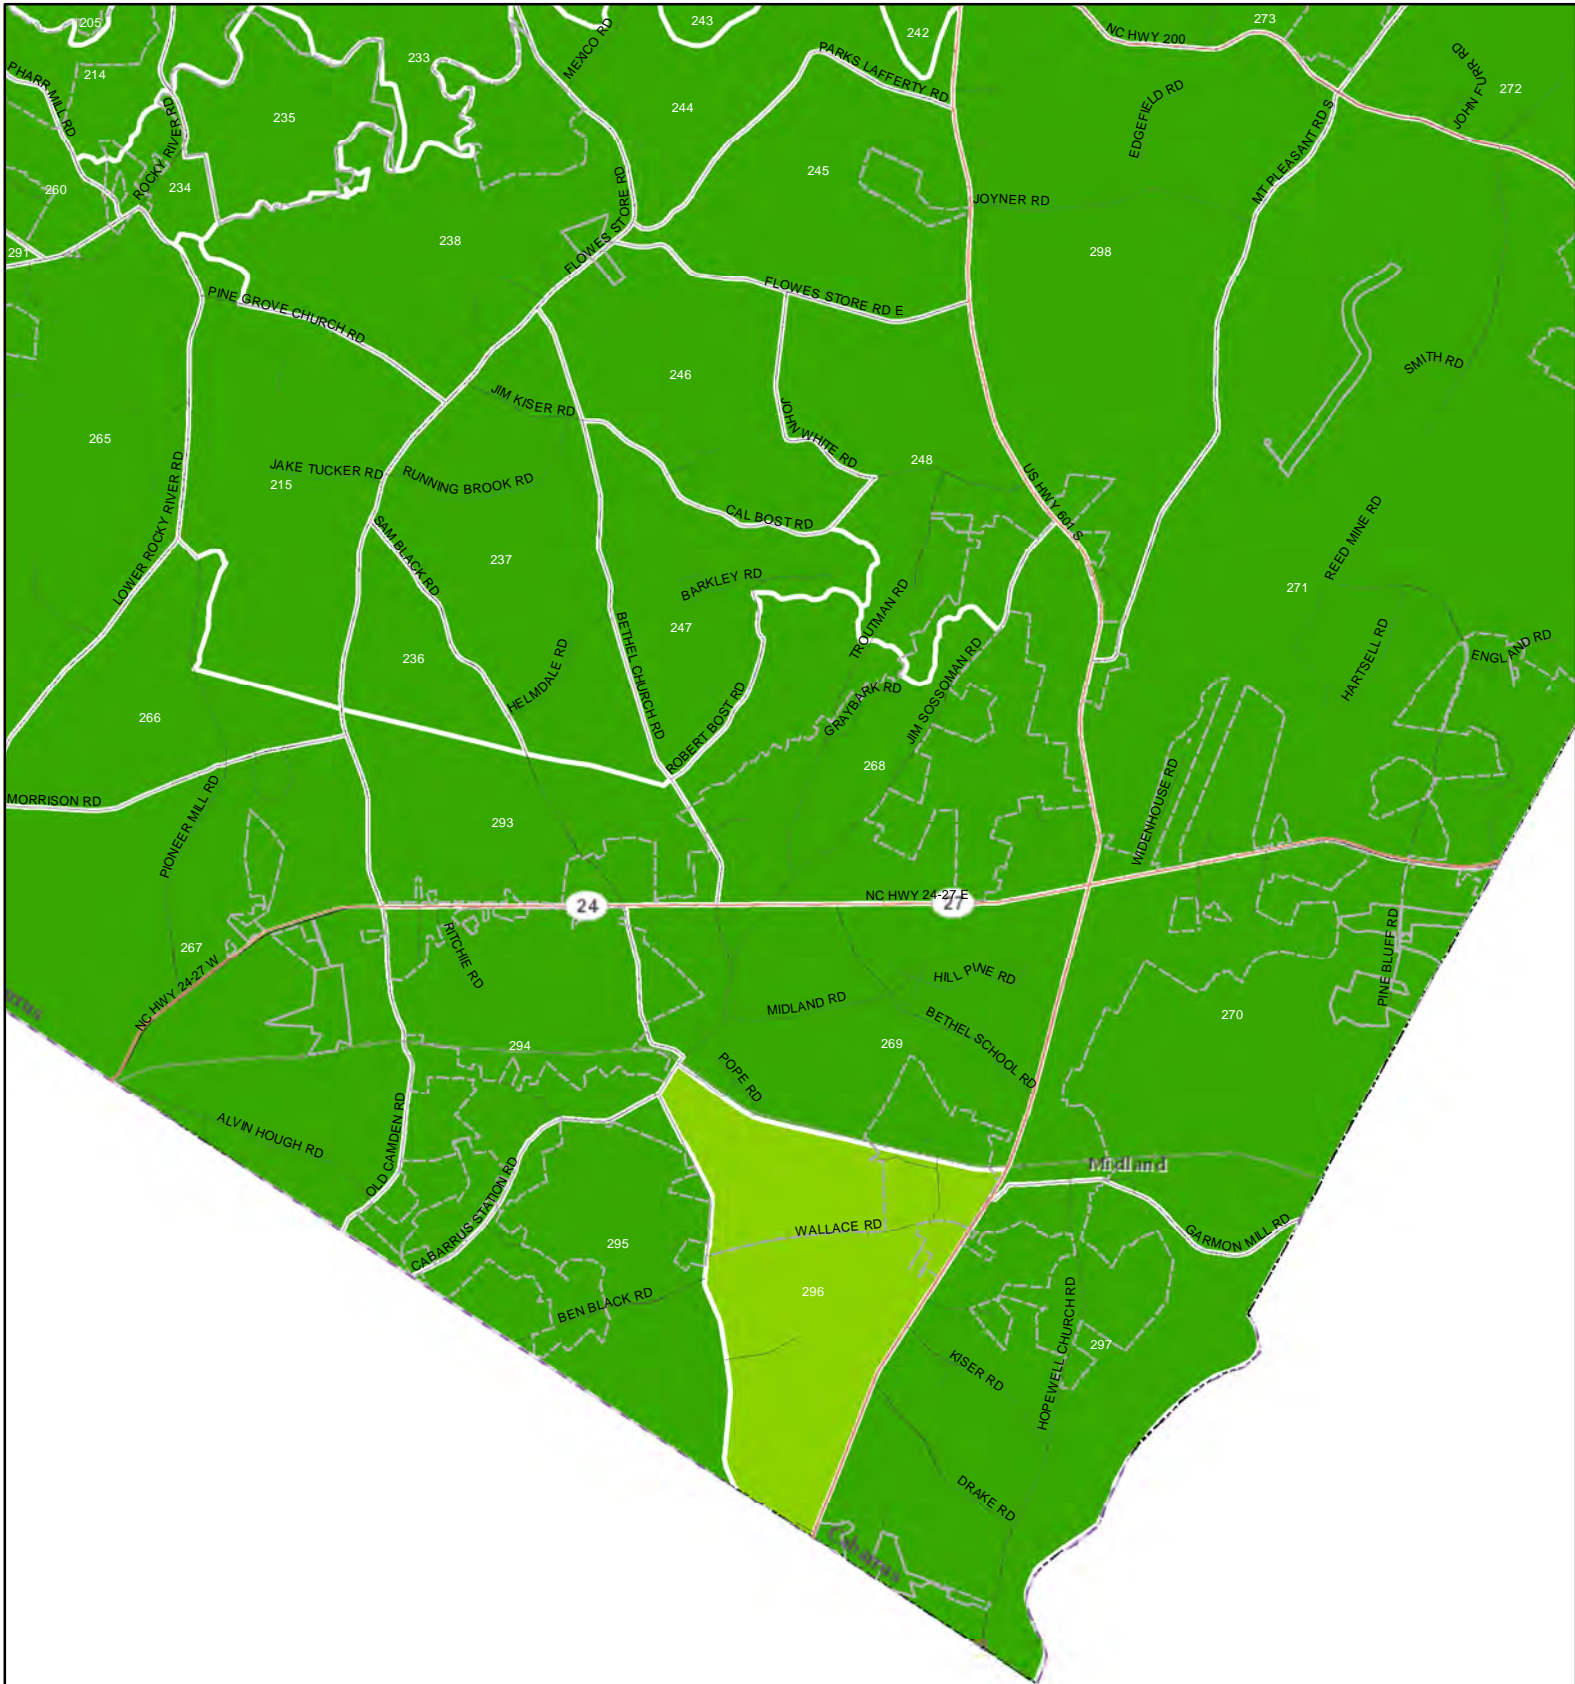 205
243
242
273
NC HWY 200
MEXICO RD
214
233
PARKS LAFFERTY RD
JOHN FURR RD
272
PHARR MILL RD
235
244
EDGEFIELD RD
ROCKY RIVER RD
MT PLEASANT RD S
245
260
234
FLOWES STORE RD
JOYNER RD
238
298
291
PINE GROVE CHURCH RD
FLOWES STORE RD E
246
SMITH RD
JIM KISER RD
JOHN WHITE RD
265
248
JAKE TUCKER RD
RUNNING BROOK RD
215
US HWY 601 S
LOWER ROCKY RIVER RD
CAL BOST RD
SAM BLACK RD
REED MINE RD
237
BARKLEY RD
271
TROUTMAN RD
247
BETHEL CHURCH RD
236
HELMDALE RD
HARTSELL RD
ENGLAND RD
JIM SOSSOMAN RD
GRAYBARK RD
266
ROBERT BOST RD
268
MORRISON RD
PIONEER MILL RD
293
WIDENHOUSE RD
24
NC HWY 24-27 E
27
267
RITCHIE RD
PINE BLUFF RD
NC HWY 24-27 W
HILL PINE RD
MIDLAND RD
BETHEL SCHOOL RD
270
294
269
POPE RD
ALVIN HOUGH RD
OLD CAMDEN RD
Midland
CABARRUS STATION RD
WALLACE RD
GARMON MILL RD
295
296
BEN BLACK RD
HOPEWELL CHURCH RD
297
KISER RD
DRAKE RD
Cabarrus